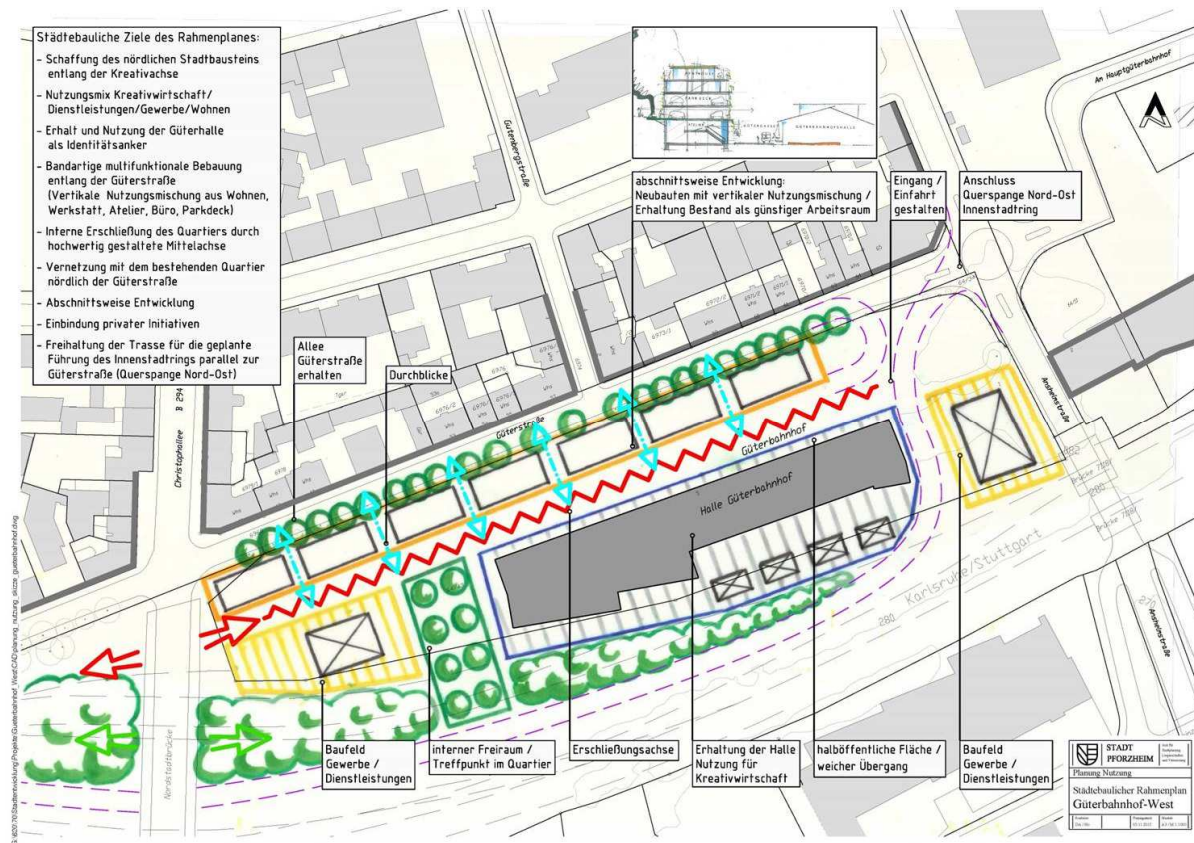 Städtebauliche Ziele des Rahmenplanes:
- Schaffung des nördlichen Stadtbausteins
entlang der Kreativachse
- Nutzungsmix Kreativwirtschaft/
Dienstleistungen/Gewerbe/Wohnen
- Erhalt und Nutzung der Güterhalle
als Identitätsanker
- Bandartige multifunktionale Bebauung
entlang der Güterstraße
(Vertikale Nutzungsmischung aus Wohnen,
Werkstatt, Atelier, Büro, Parkdeck)
- Interne Erschließung des Quartiers durch
hochwertig gestaltete Mittelachse
- Vernetzung mit dem bestehenden Quartier
nördlich der Güterstraße
- Abschnittsweise Entwicklung
- Einbindung privater Initiativen
- Freihaltung der Trasse für die geplante
Führung des Innenstadtrings parallel zur
Güterstraße (Querspange Nord-Ost)
Gutenbergstraße
An Hauptgüterbahnhof
abschnittsweise Entwicklung:
Neubauten mit vertikaler Nutzungsmischung /
Erhaltung Bestand als günstiger Arbeitsraum
Eingang /
Einfahrt
gestalten
Anschluss
Querspange Nord-Ost
Innenstadtring
Allee
Güterstraße
erhalten
Durchblicke
Christophallee B 294
Güterstraße
Güterbahnhof
Halle Güterbahnhof
Ansheinstraße
Karlsruhe/Stuttgart
280
280
Ansheinstraße
Nordstadtbrücke
Baufeld
Gewerbe /
Dienstleistungen
interner Freiraum /
Treffpunkt im Quartier
Erschließungsachse
Erhaltung der Halle
Nutzung für
Kreativwirtschaft
halböffentliche Fläche /
weicher Übergang
Baufeld
Gewerbe /
Dienstleistungen
STADT
PFORZHEIM
Planung Nutzung
Städtebaulicher Rahmenplan
Güterbahnhof-West